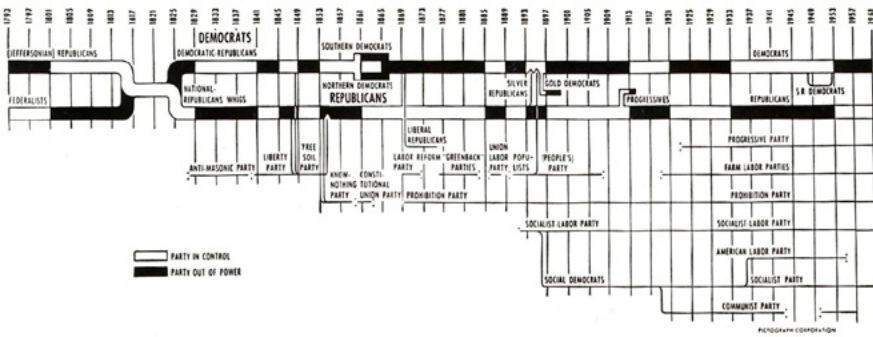 1793 1797 1801 1805 1809 1813 1817 1821 1825 1829 1833 1837 1841 1845 1849 1853 1857 1861 1865 1869 1873 1877 1881 1885 1889 1893 1897 1901 1905 1909 1913 1917 1921 1925 1929 1933 1937 1941 1945 1949 1953 1957
(JEFFERSONIAN) REPUBLICANS
DEMOCRATS
DEMOCRATIC-REPUBLICANS
SOUTHERN DEMOCRATS
DEMOCRATS
NORTHERN DEMOCRATS
SILVER
REPUBLICANS
GOLD DEMOCRATS
S.R. DEMOCRATS
FEDERALISTS
NATIONAL-
REPUBLICANS WHIGS
REPUBLICANS
PROGRESSIVES
REPUBLICANS
LIBERAL
REPUBLICANS
PROGRESSIVE PARTY
ANTI-MASONIC PARTY
LIBERTY
PARTY
FREE
SOIL
PARTY
KNOW-
NOTHING
PARTY
CONSTI-
TUTIONAL
UNION PARTY
LABOR REFORM "GREENBACK"
PARTIES
UNION
LABOR
PARTY
POPU-
LISTS
(PEOPLE'S)
PARTY
FARM LABOR PARTIES
PROHIBITION PARTY
PROHIBITION PARTY
SOCIALIST-LABOR PARTY
SOCIALIST-LABOR PARTY
AMERICAN LABOR PARTY
SOCIAL DEMOCRATS
SOCIALIST PARTY
COMMUNIST PARTY
PARTY IN CONTROL
PARTY OUT OF POWER
PICTOGRAPH CORPORATION